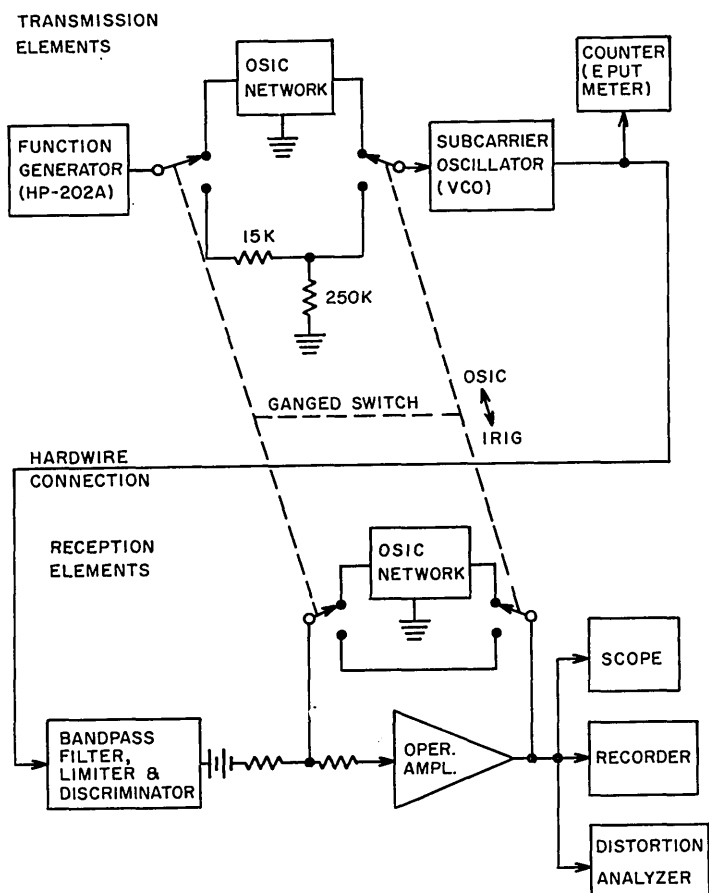 TRANSMISSION
ELEMENTS
OSIC
NETWORK
COUNTER
(EPUT
METER)
FUNCTION
GENERATOR
(HP-202A)
SUBCARRIER
OSCILLATOR
(VCO)
15K
250K
OSIC
GANGED SWITCH
IRIG
HARDWIRE
CONNECTION
RECEPTION
ELEMENTS
OSIC
NETWORK
SCOPE
BANDPASS
FILTER,
LIMITER &
DISCRIMINATOR
OPER.
AMPL.
RECORDER
DISTORTION
ANALYZER